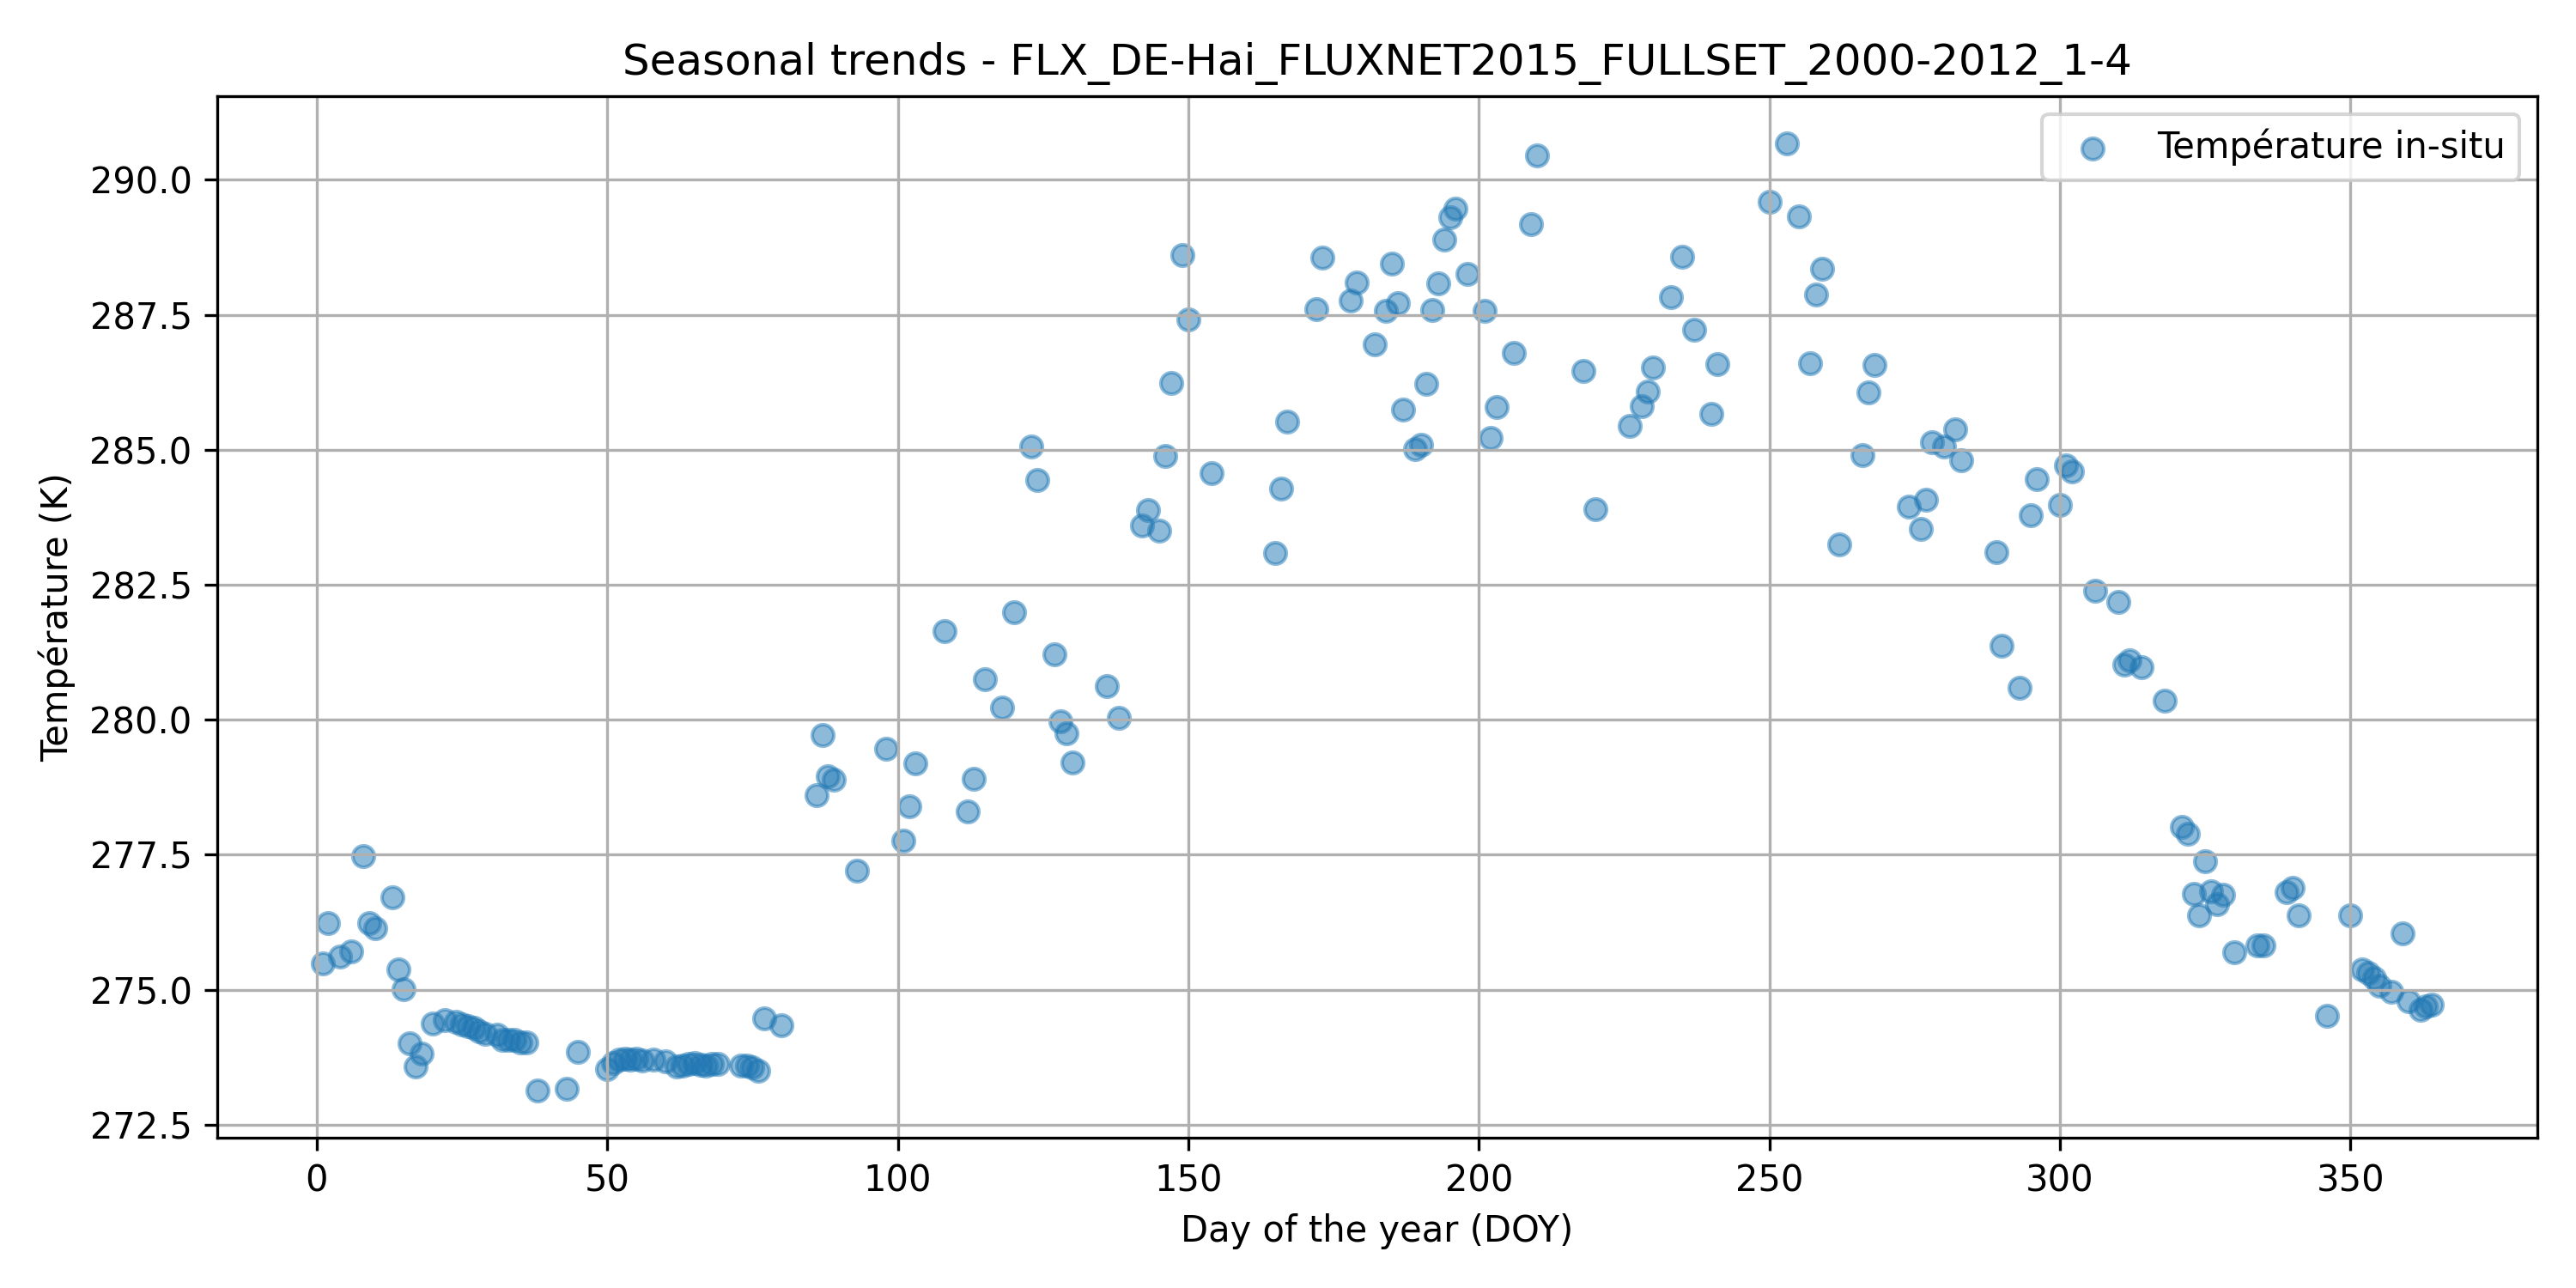 Seasonal trends - FLX_DE-Hai_FLUXNET2015_FULLSET_2000-2012_1-4
Température in-situ
Température (K)
290.0
287.5
285.0
282.5
280.0
277.5
275.0
272.5
0 50 100 150 200 250 300 350
Day of the year (DOY)